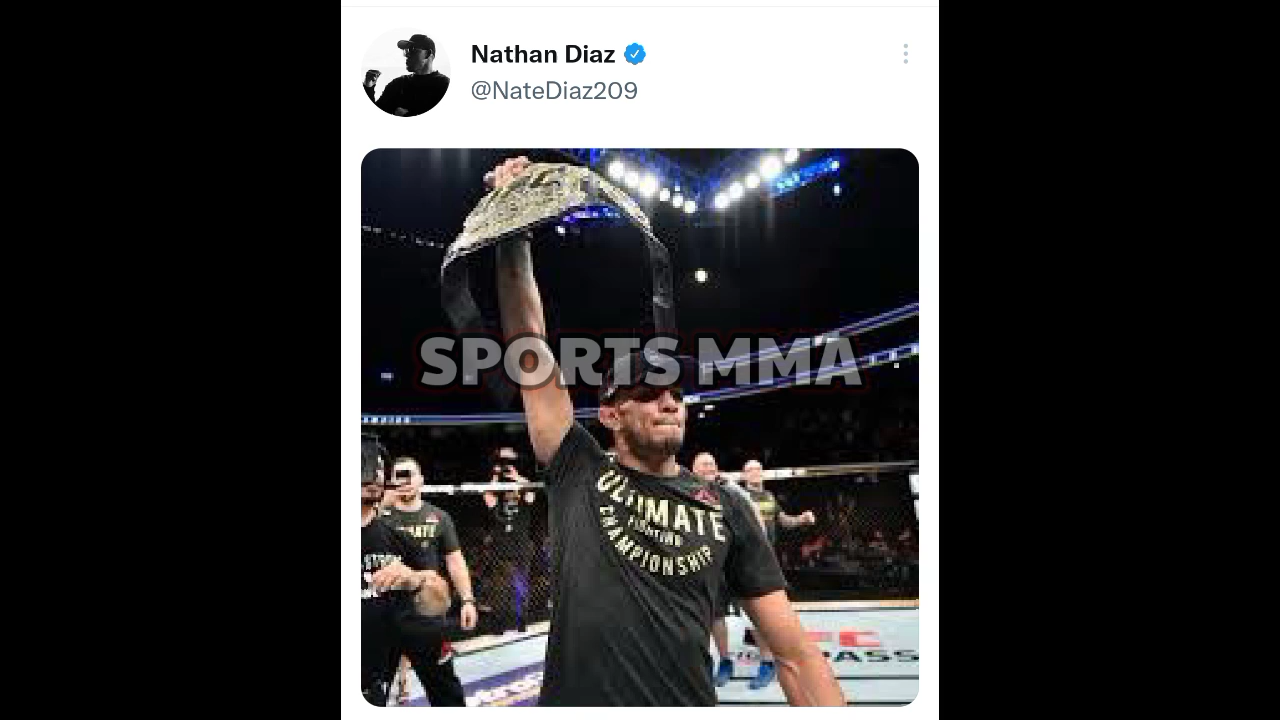 Nathan Diaz
@NateDiaz209
SPORTS MMA
ULTIMATE
FIGHTING
CHAMPIONSHIP